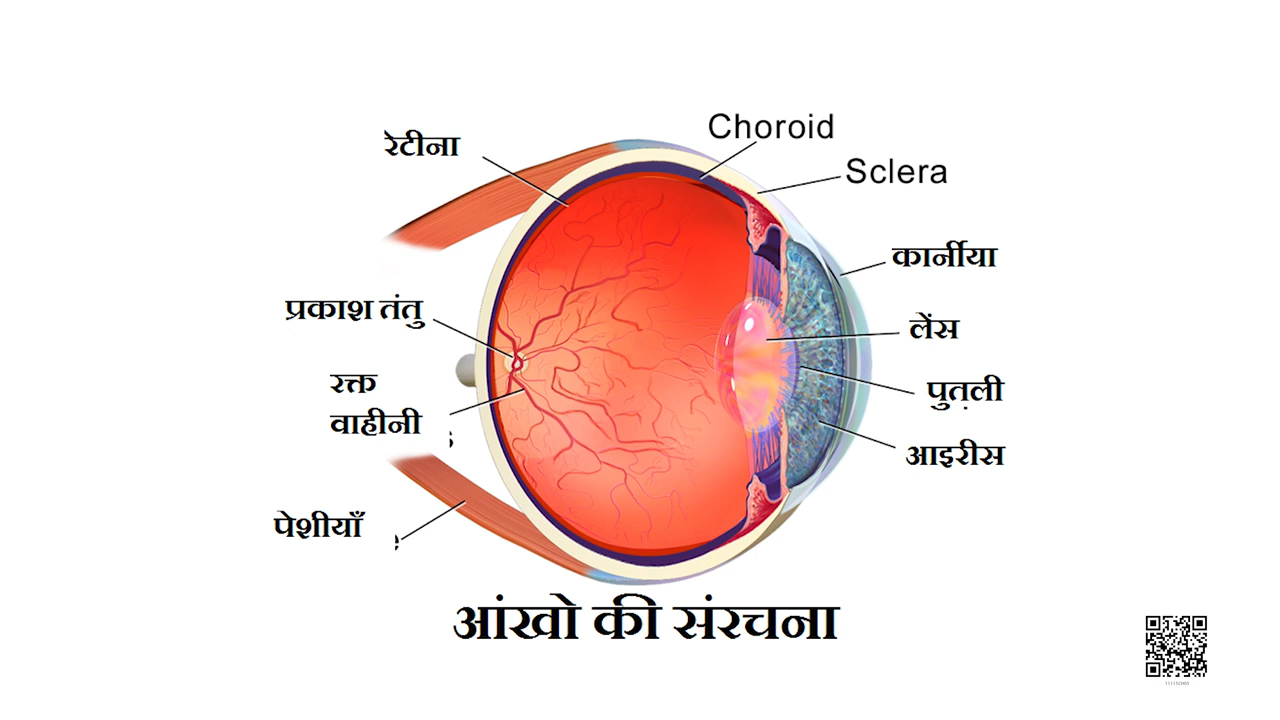 Choroid
रेटीना
Sclera
कार्नीया
प्रकाश तंतु
लेंस
रक्त
वाहीनी
पुतली
आइरीस
पेशीयाँ
आंखो की संरचना